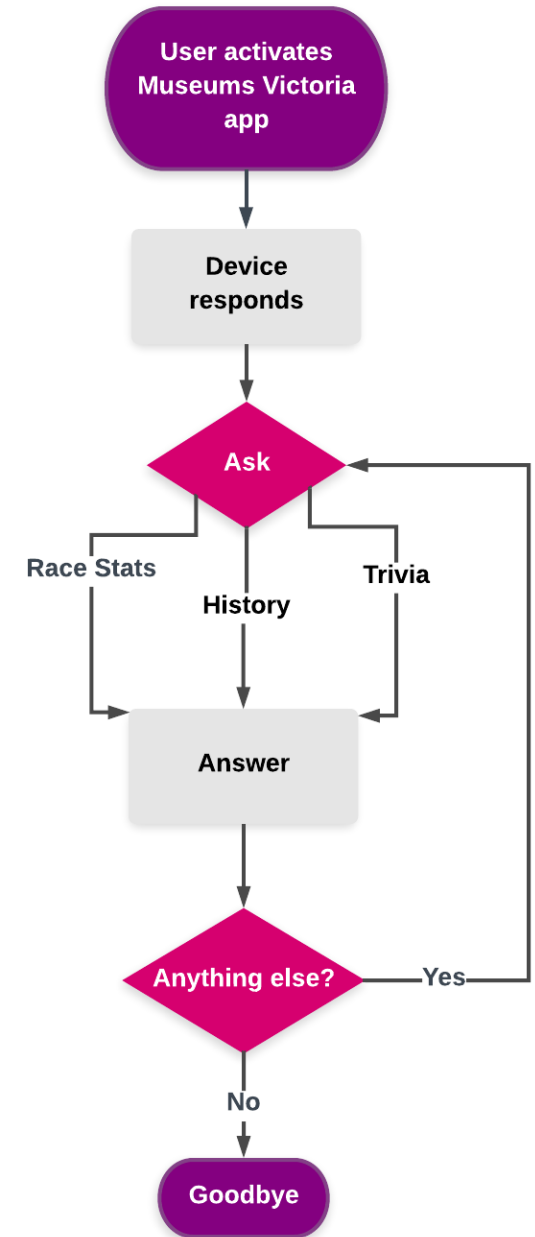 User activates
Museums Victoria
app
Device
responds
Ask
Race Stats
Trivia
History
Answer
Anything else?
Yes
No
Goodbye